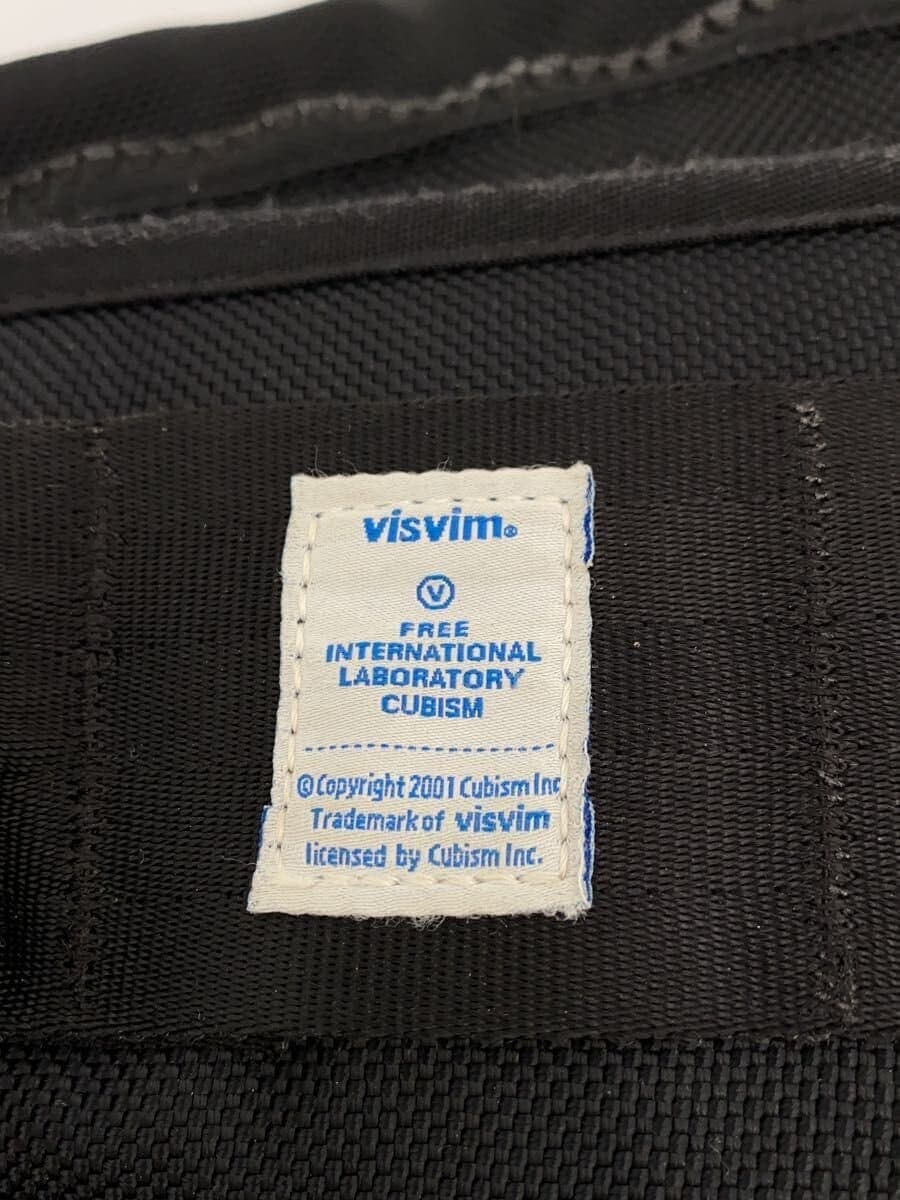 visvim®
V
FREE
INTERNATIONAL
LABORATORY
CUBISM
© Copyright 2001 Cubism Inc
Trademark of visvim
licensed by Cubism Inc.